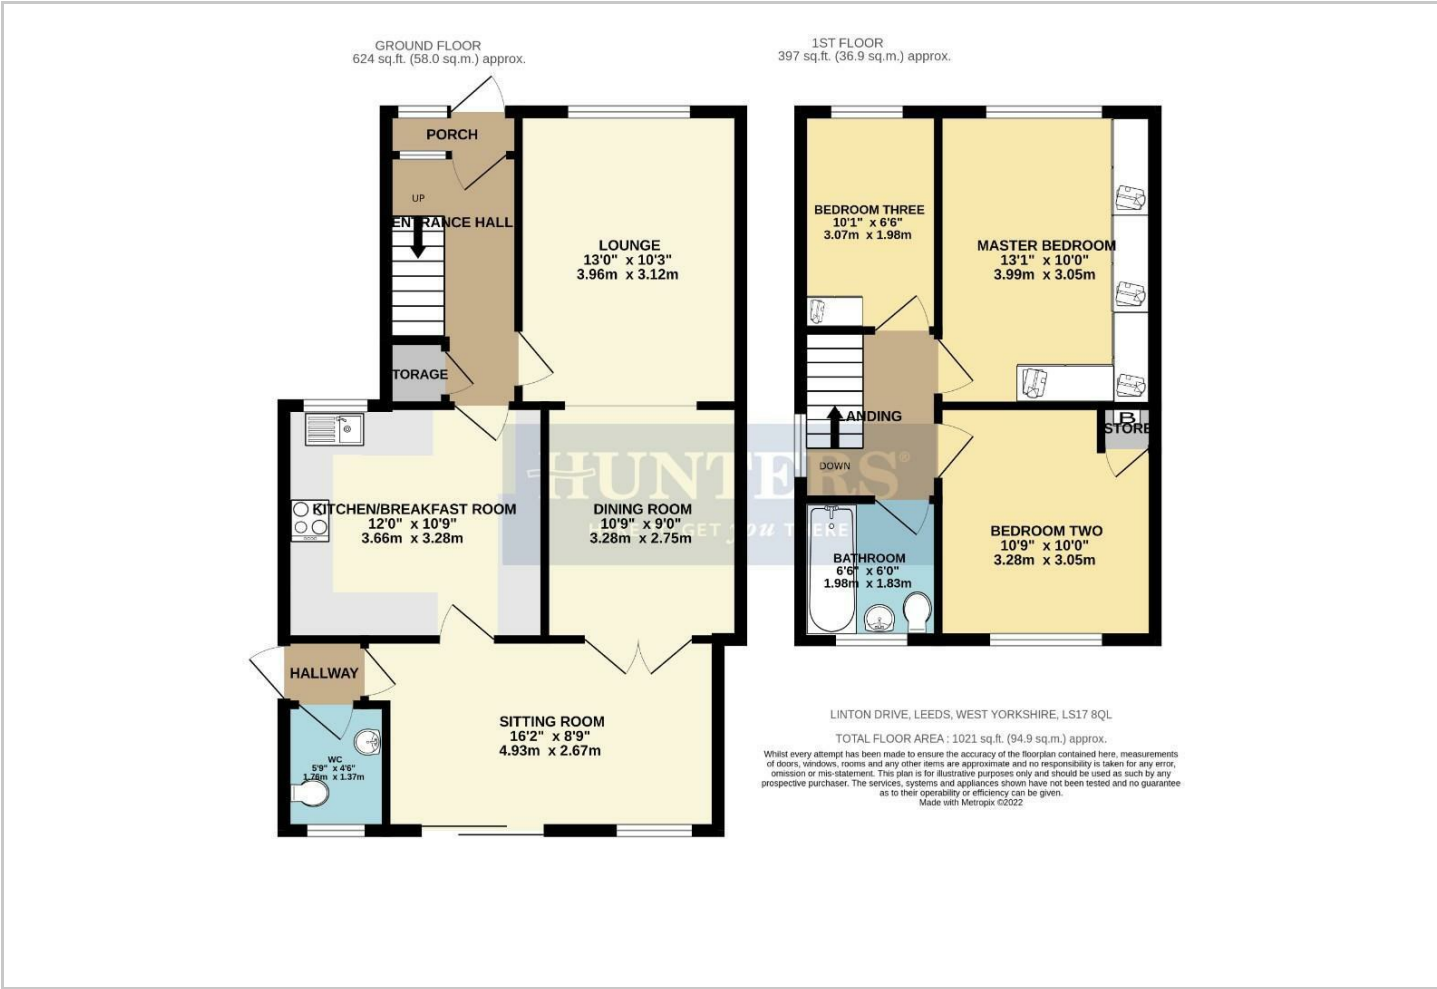 GROUND FLOOR
624 sq.ft. (58.0 sq.m.) approx.
PORCH
UP
ENTRANCE HALL
LOUNGE
13'0" x 10'3"
3.96m x 3.12m
TORAGE
KITCHEN/BREAKFAST ROOM
12'0" x 10'9"
3.66m x 3.28m
DINING ROOM
10'9" x 9'0"
3.28m x 2.75m
HALLWAY
SITTING ROOM
16'2" x 8'9"
4.93m x 2.67m
WC
5'9" x 4'6"
1.76m x 1.37m
1ST FLOOR
397 sq.ft. (36.9 sq.m.) approx.
BEDROOM THREE
10'1" x 6'6"
3.07m x 1.98m
MASTER BEDROOM
13'1" x 10'0"
3.99m x 3.05m
LANDING
DOWN
B
STORE
BEDROOM TWO
10'9" x 10'0"
3.28m x 3.05m
BATHROOM
6'6" x 6'0"
1.98m x 1.83m
HUNTERS®
HERE TO GET you THERE
LINTON DRIVE, LEEDS, WEST YORKSHIRE, LS17 8QL
TOTAL FLOOR AREA : 1021 sq.ft. (94.9 sq.m.) approx.
Whilst every attempt has been made to ensure the accuracy of the floorplan contained here, measurements
of doors, windows, rooms and any other items are approximate and no responsibility is taken for any error,
omission or mis-statement. This plan is for illustrative purposes only and should be used as such by any
prospective purchaser. The services, systems and appliances shown have not been tested and no guarantee
as to their operability or efficiency can be given.
Made with Metropix ©2022